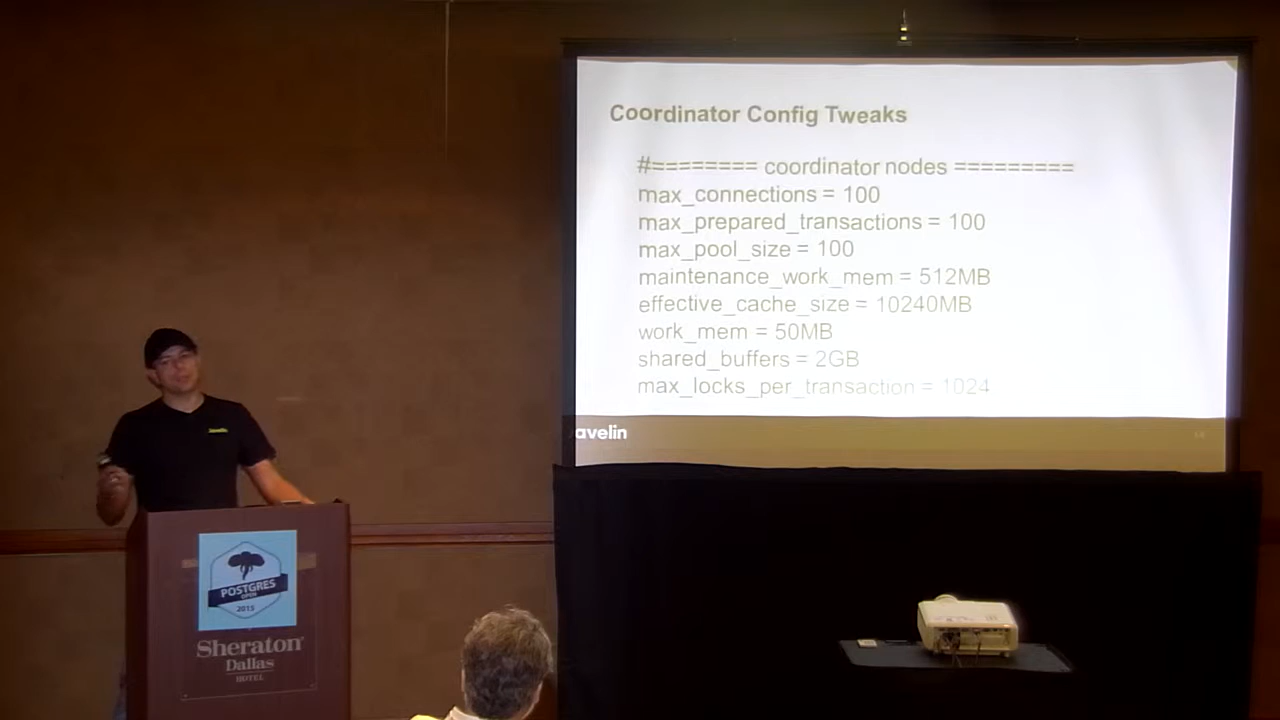 Coordinator Config Tweaks
#======== coordinator nodes =========
max_connections = 100
max_prepared_transactions = 100
max_pool_size = 100
maintenance_work_mem = 512MB
effective_cache_size = 10240MB
work_mem = 50MB
shared_buffers = 2GB
max_locks_per_transaction = 1024
avelin
POSTGRES
OPEN
2015
Sheraton
Dallas
HOTEL